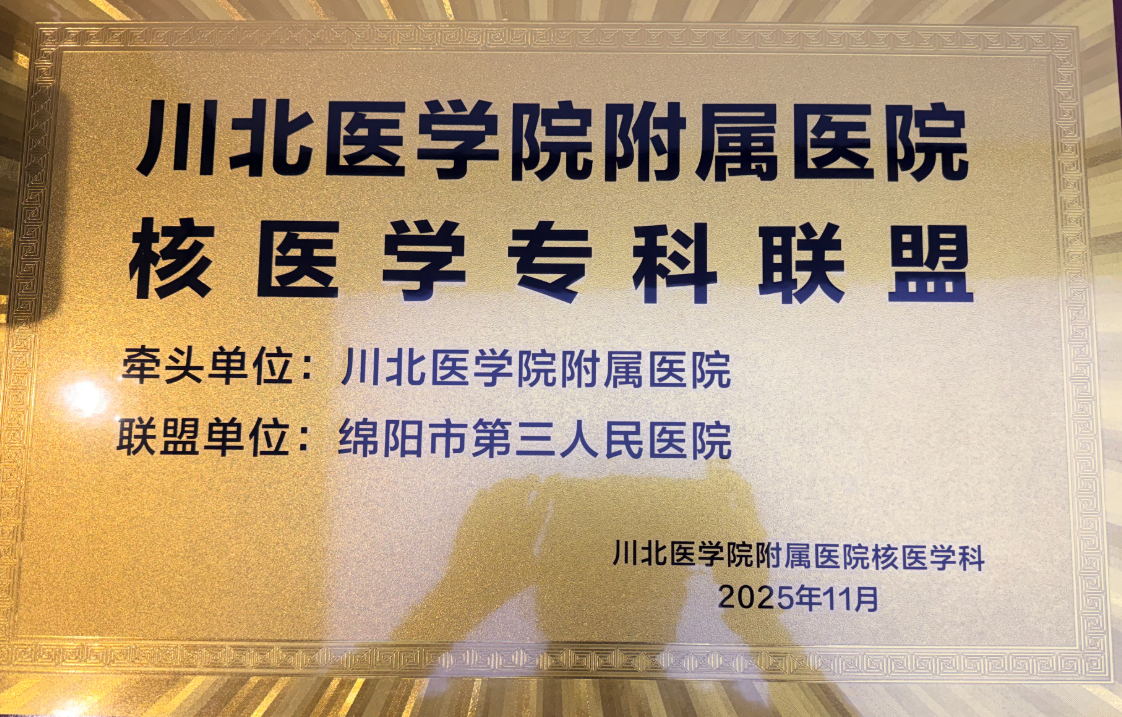 川北医学院附属医院
核医学专科联盟
牵头单位：川北医学院附属医院
联盟单位：绵阳市第三人民医院
川北医学院附属医院核医学科
2025年11月